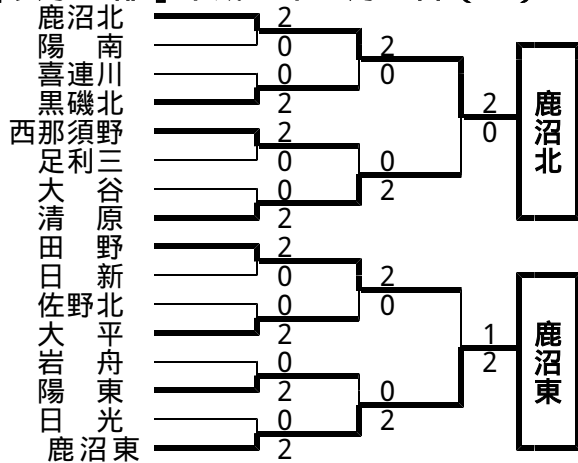 鹿沼北 2
陽南 0 2
喜連川 0 0
黒磯北 2 2
西那須野 2 0
足利三 0 0
大谷 0 2
清原 2
鹿沼北
田野 2
日新 0 2
佐野北 0 0
大平 2 1
岩舟 0 2
陽東 2 0
日光 0 2
鹿沼東 2
鹿沼東